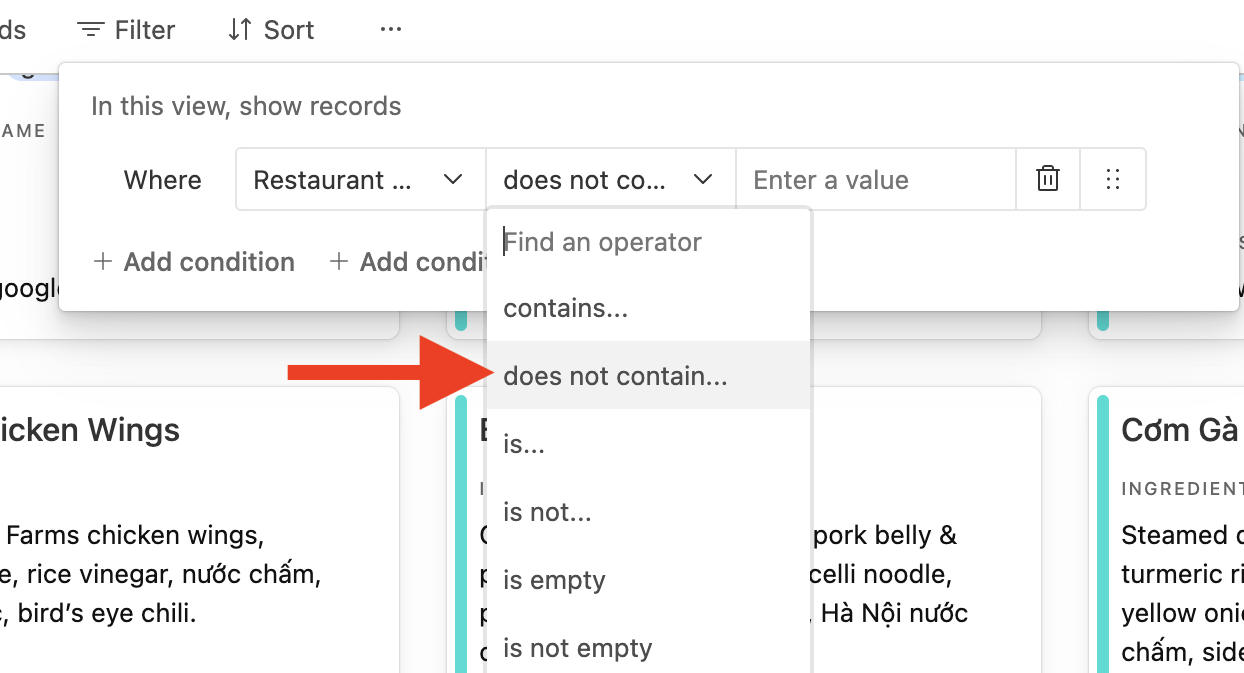 ds Filter Sort ...
In this view, show records
AME
Where Restaurant ... does not co... Enter a value
Find an operator
+ Add condition + Add condit
google
contains...
does not contain...
is...
is not...
is empty
is not empty
icken Wings
Farms chicken wings,
e, rice vinegar, nước chấm,
, bird's eye chili.
pork belly &
celli noodle,
, Hà Nội nước
Cơm Gà
INGREDIENT
Steamed
turmeric ri
yellow oni
chấm, side